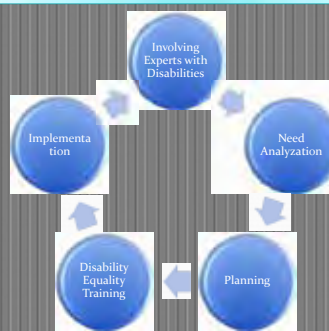 Involving
Experts with
Disabilities
Need
Analyzation
Planning
Disability
Equality
Training
Implementa
tion